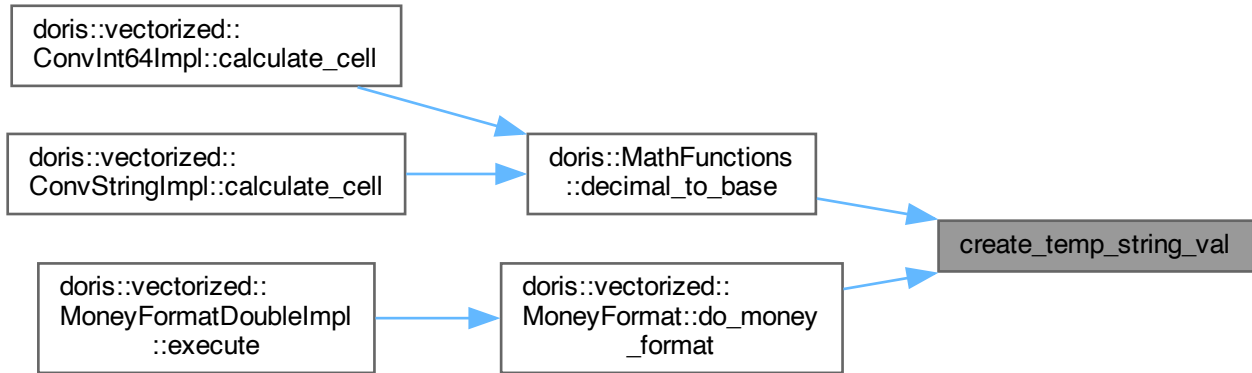 doris::vectorized::
ConvInt64Impl::calculate_cell
doris::vectorized::
ConvStringImpl::calculate_cell
doris::MathFunctions
::decimal_to_base
create_temp_string_val
doris::vectorized::
MoneyFormatDoubleImpl
::execute
doris::vectorized::
MoneyFormat::do_money
_format